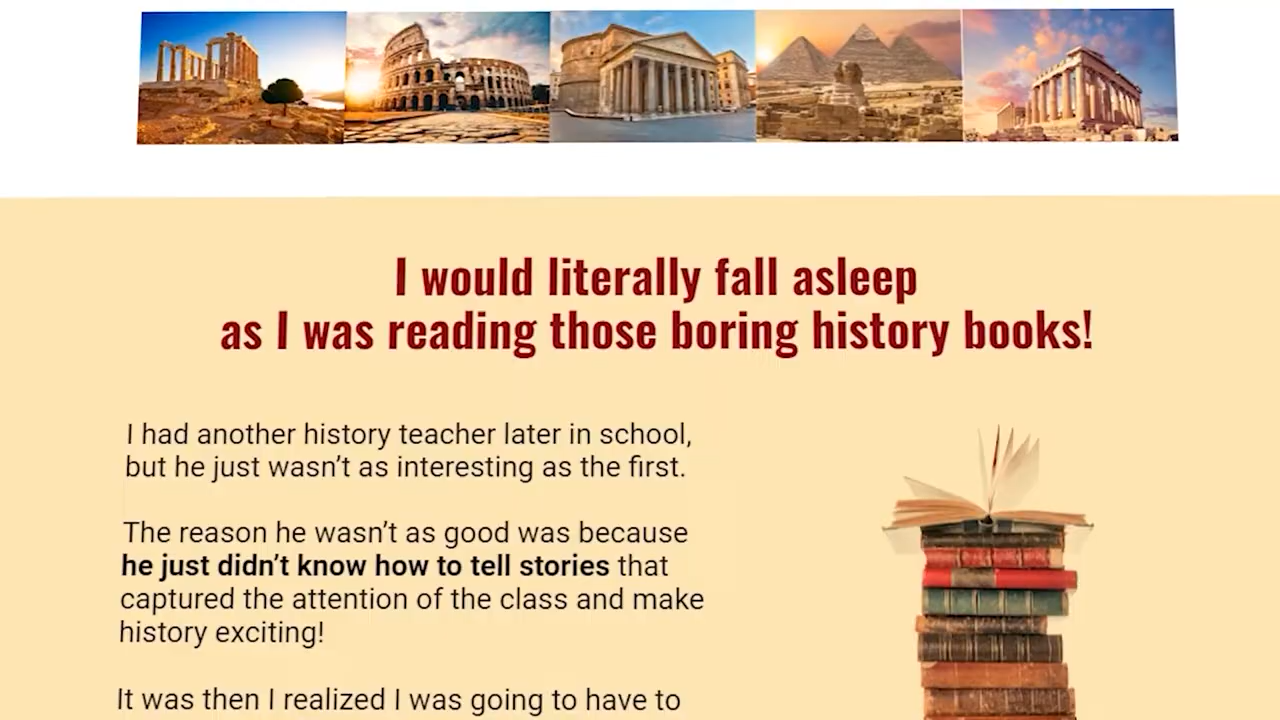 I would literally fall asleep
as I was reading those boring history books!
I had another history teacher later in school,
but he just wasn't as interesting as the first.
The reason he wasn't as good was because
he just didn't know how to tell stories that
captured the attention of the class and make
history exciting!
It was then I realized I was going to have to